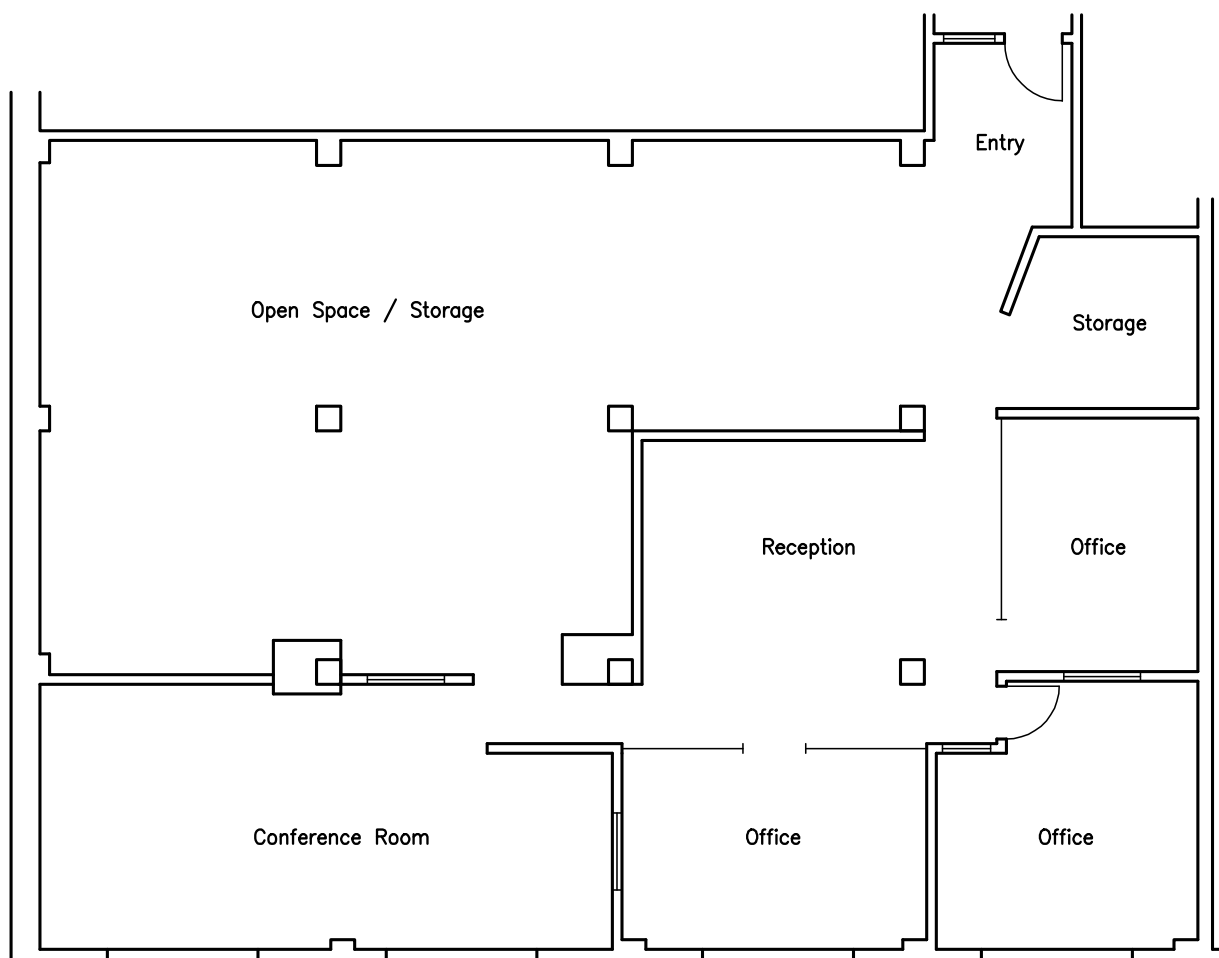 Entry
Open Space / Storage
Storage
Reception
Office
Conference Room
Office
Office